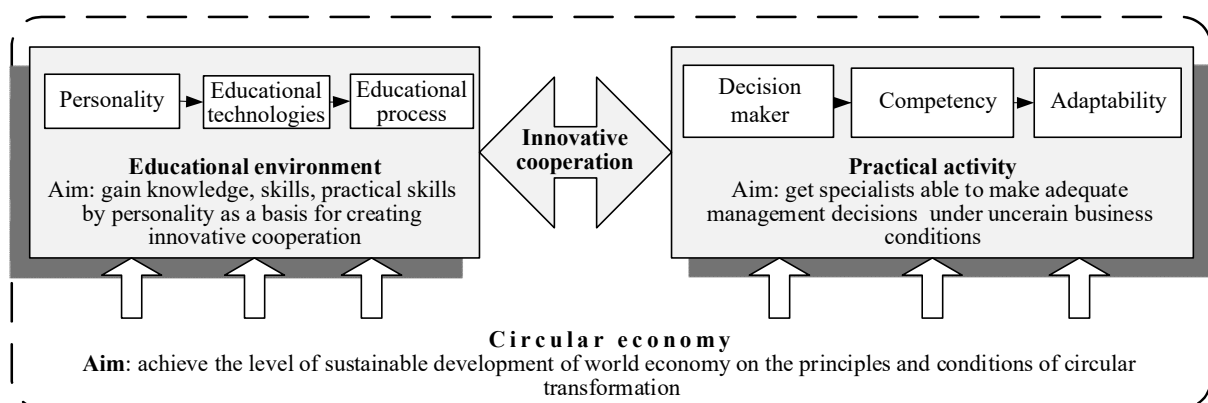 Personality
Educational
technologies
Educational
process
Educational environment
Aim: gain knowledge, skills, practical skills
by personality as a basis for creating
innovative cooperation
Innovative
cooperation
Decision
maker
Competency
Adaptability
Practical activity
Aim: get specialists able to make adequate
management decisions under uncerain business
conditions
Circular economy
Aim: achieve the level of sustainable development of world economy on the principles and conditions of circular
transformation